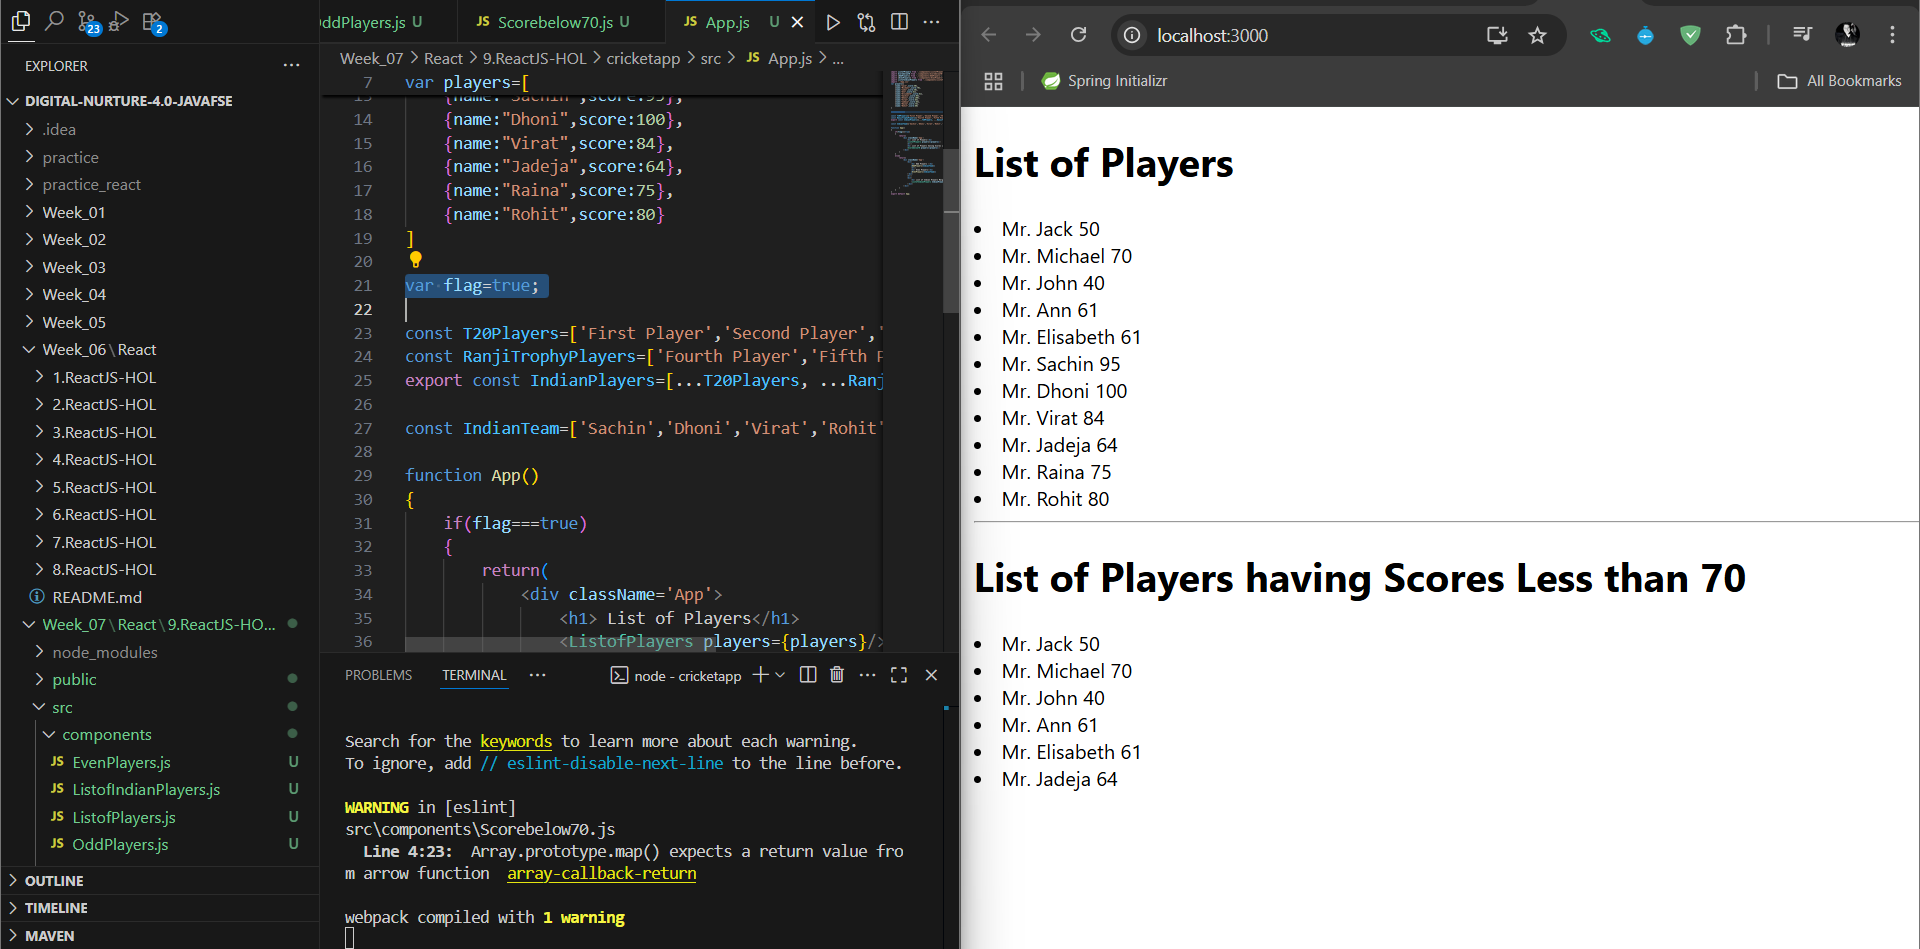 23
2
EXPLORER
DIGITAL-NURTURE-4.0-JAVAFSE
.idea
practice
practice_react
Week_01
Week_02
Week_03
Week_04
Week_05
Week_06\React
1.ReactJS-HOL
2.ReactJS-HOL
3.ReactJS-HOL
4.ReactJS-HOL
5.ReactJS-HOL
6.ReactJS-HOL
7.ReactJS-HOL
8.ReactJS-HOL
README.md
Week_07\React\9.ReactJS-HO...
node_modules
public
src
components
JS EvenPlayers.js U
JS ListofIndianPlayers.js U
JS ListofPlayers.js U
JS OddPlayers.js U
OUTLINE
TIMELINE
MAVEN
OddPlayers.js U JS Scorebelow70.js U JS App.js U
Week_07 > React > 9.ReactJS-HOL > cricketapp > src > JS App.js > ...
7 var players=[
13 {name:"Sachin",score:95},
14 {name:"Dhoni",score:100},
15 {name:"Virat",score:84},
16 {name:"Jadeja",score:64},
17 {name:"Raina",score:75},
18 {name:"Rohit",score:80}
19 ]
20
21 var flag=true;
22
23 const T20Players=['First Player','Second Player','
24 const RanjiTrophyPlayers=['Fourth Player','Fifth P
25 export const IndianPlayers=[...T20Players, ...Ranj
26
27 const IndianTeam=['Sachin','Dhoni','Virat','Rohit'
28
29 function App()
30 {
31 if(flag===true)
32 {
33 return(
34 <div className='App'>
35 <h1> List of Players</h1>
36 <ListofPlayers players={players}/>
PROBLEMS TERMINAL ... node - cricketapp
Search for the keywords to learn more about each warning.
To ignore, add // eslint-disable-next-line to the line before.
WARNING in [eslint]
src\components\Scorebelow70.js
Line 4:23: Array.prototype.map() expects a return value fro
m arrow function array-callback-return
webpack compiled with 1 warning
localhost:3000
Spring Initializr
All Bookmarks
List of Players
Mr. Jack 50
Mr. Michael 70
Mr. John 40
Mr. Ann 61
Mr. Elisabeth 61
Mr. Sachin 95
Mr. Dhoni 100
Mr. Virat 84
Mr. Jadeja 64
Mr. Raina 75
Mr. Rohit 80
List of Players having Scores Less than 70
Mr. Jack 50
Mr. Michael 70
Mr. John 40
Mr. Ann 61
Mr. Elisabeth 61
Mr. Jadeja 64